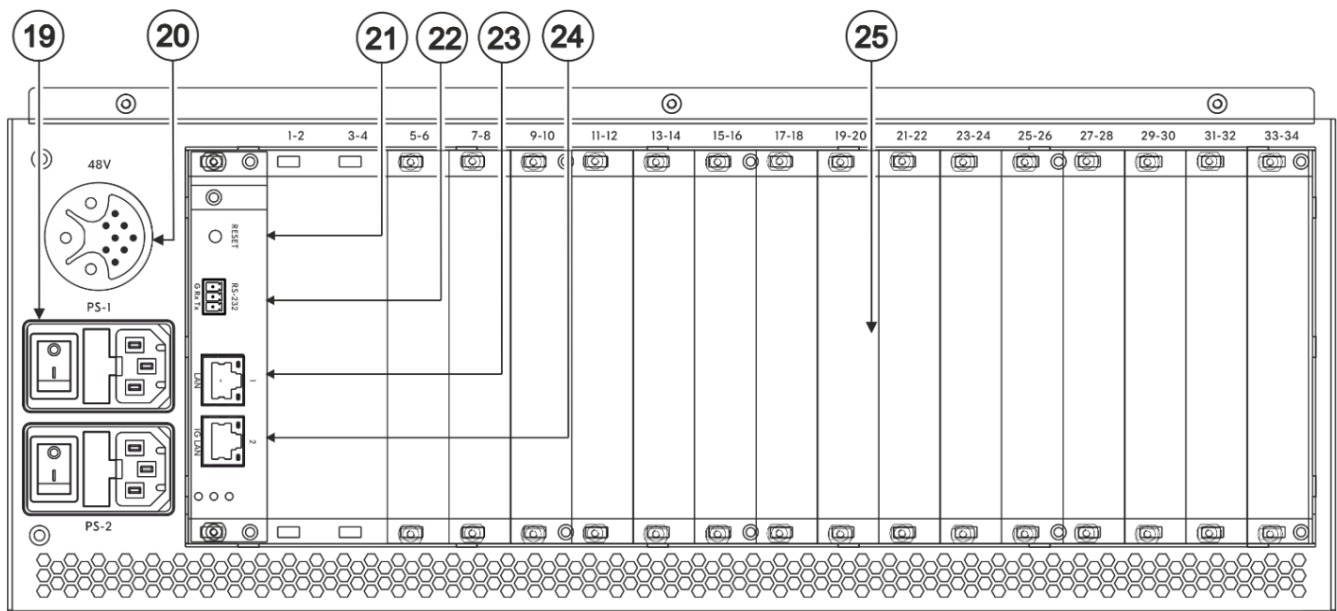 19 20 21 22 23 24 25
1-2 3-4 5-6 7-8 9-10 11-12 13-14 15-16 17-18 19-20 21-22 23-24 25-26 27-28 29-30 31-32 33-34
48V
RESET
RS-232
G Rx Tx
PS-1
1
LAN
2
IG LAN
PS-2